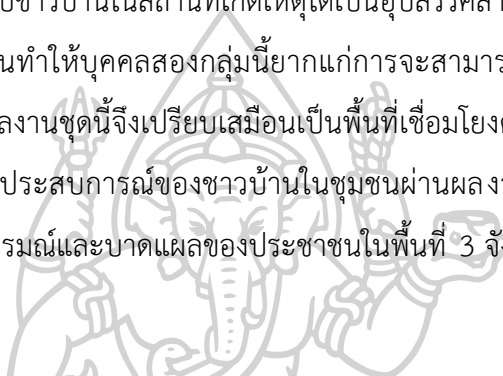 ชาวบ้านในสถานที่เกิดเหตุได้เป็นอุปสรรค
นทำให้บุคคลสองกลุ่มนี้ยากแก่การจะสามาร
ลงานชุดนี้จึงเปรียบเสมือนเป็นพื้นที่เชื่อมโยง
ประสบการณ์ของชาวบ้านในชุมชนผ่านผลงา
รมณ์และบาดแผลของประชาชนในพื้นที่ 3 จั